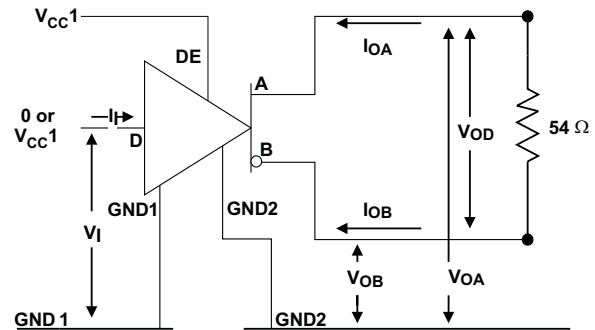 VCC1
DE
IOA
A
0 or
VCC1
II
D
VOD
54 Ω
B
GND1
GND2
IOB
VI
VOB
VOA
GND 1
GND2